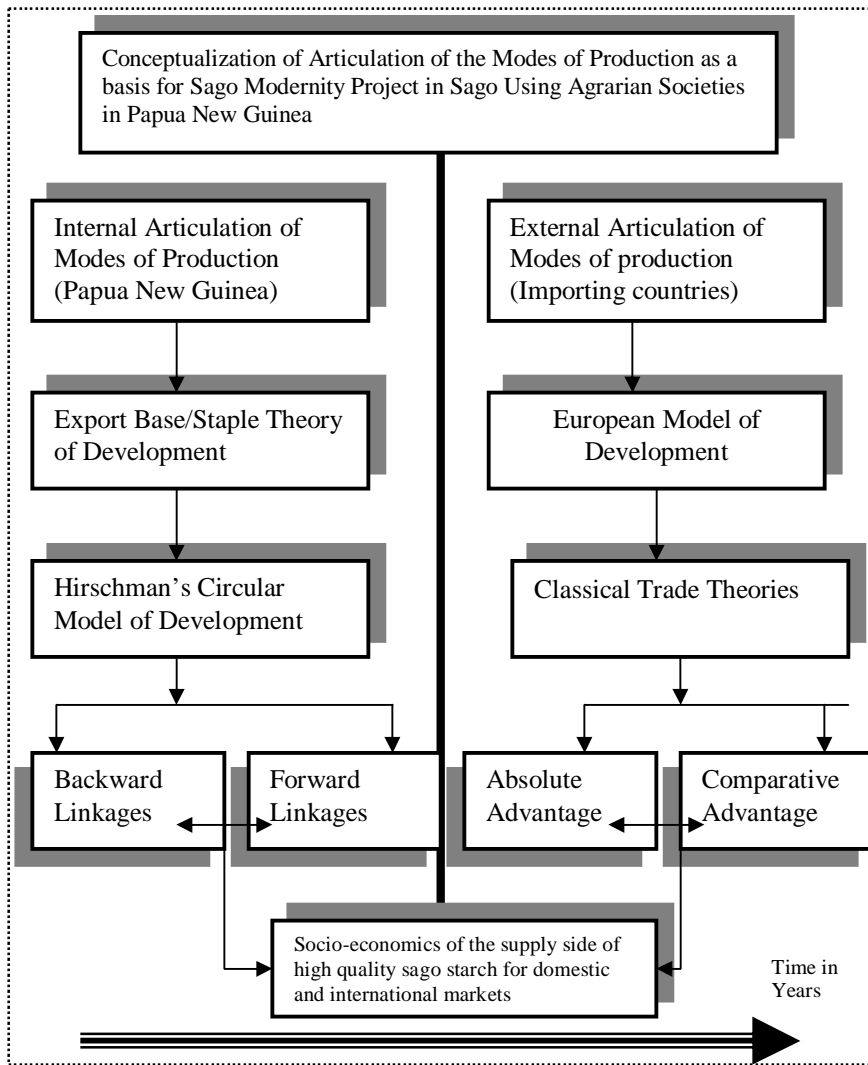 Conceptualization of Articulation of the Modes of Production as a
basis for Sago Modernity Project in Sago Using Agrarian Societies
in Papua New Guinea
Internal Articulation of
Modes of Production
(Papua New Guinea)
External Articulation of
Modes of production
(Importing countries)
Export Base/Staple Theory
of Development
European Model of
Development
Hirschman’s Circular
Model of Development
Classical Trade Theories
Backward
Linkages
Forward
Linkages
Absolute
Advantage
Comparative
Advantage
Socio-economics of the supply side of
high quality sago starch for domestic
and international markets
Time in
Years